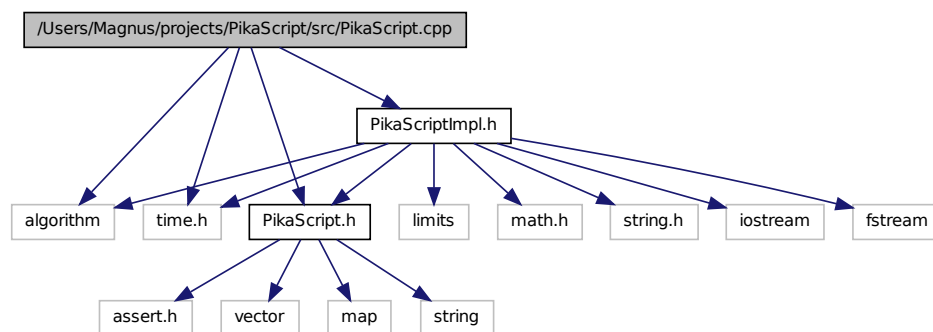 /Users/Magnus/projects/PikaScript/src/PikaScript.cpp
PikaScriptImpl.h
algorithm
time.h
PikaScript.h
limits
math.h
string.h
iostream
fstream
assert.h
vector
map
string